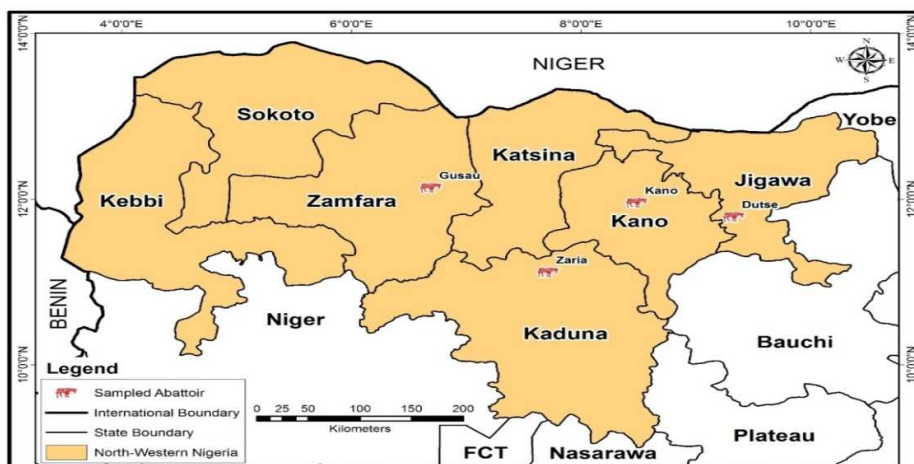 4°0'0"E 6°0'0"E 8°0'0"E 10°0'0"E
14°0'0"N 14°0'0"N
NIGER
N
W E
S
Yobe
Sokoto
Katsina
Gusau
Kano
Jigawa
12°0'0"N 12°0'0"N
Kebbi
Zamfara
Kano
Dutse
Zaria
BENIN
Niger
Kaduna
Bauchi
10°0'0"N 10°0'0"N
Legend
Sampled Abattoir
International Boundary
State Boundary
North-Western Nigeria
0 25 50 100 150 200
Kilometers
FCT
Nasarawa
Plateau